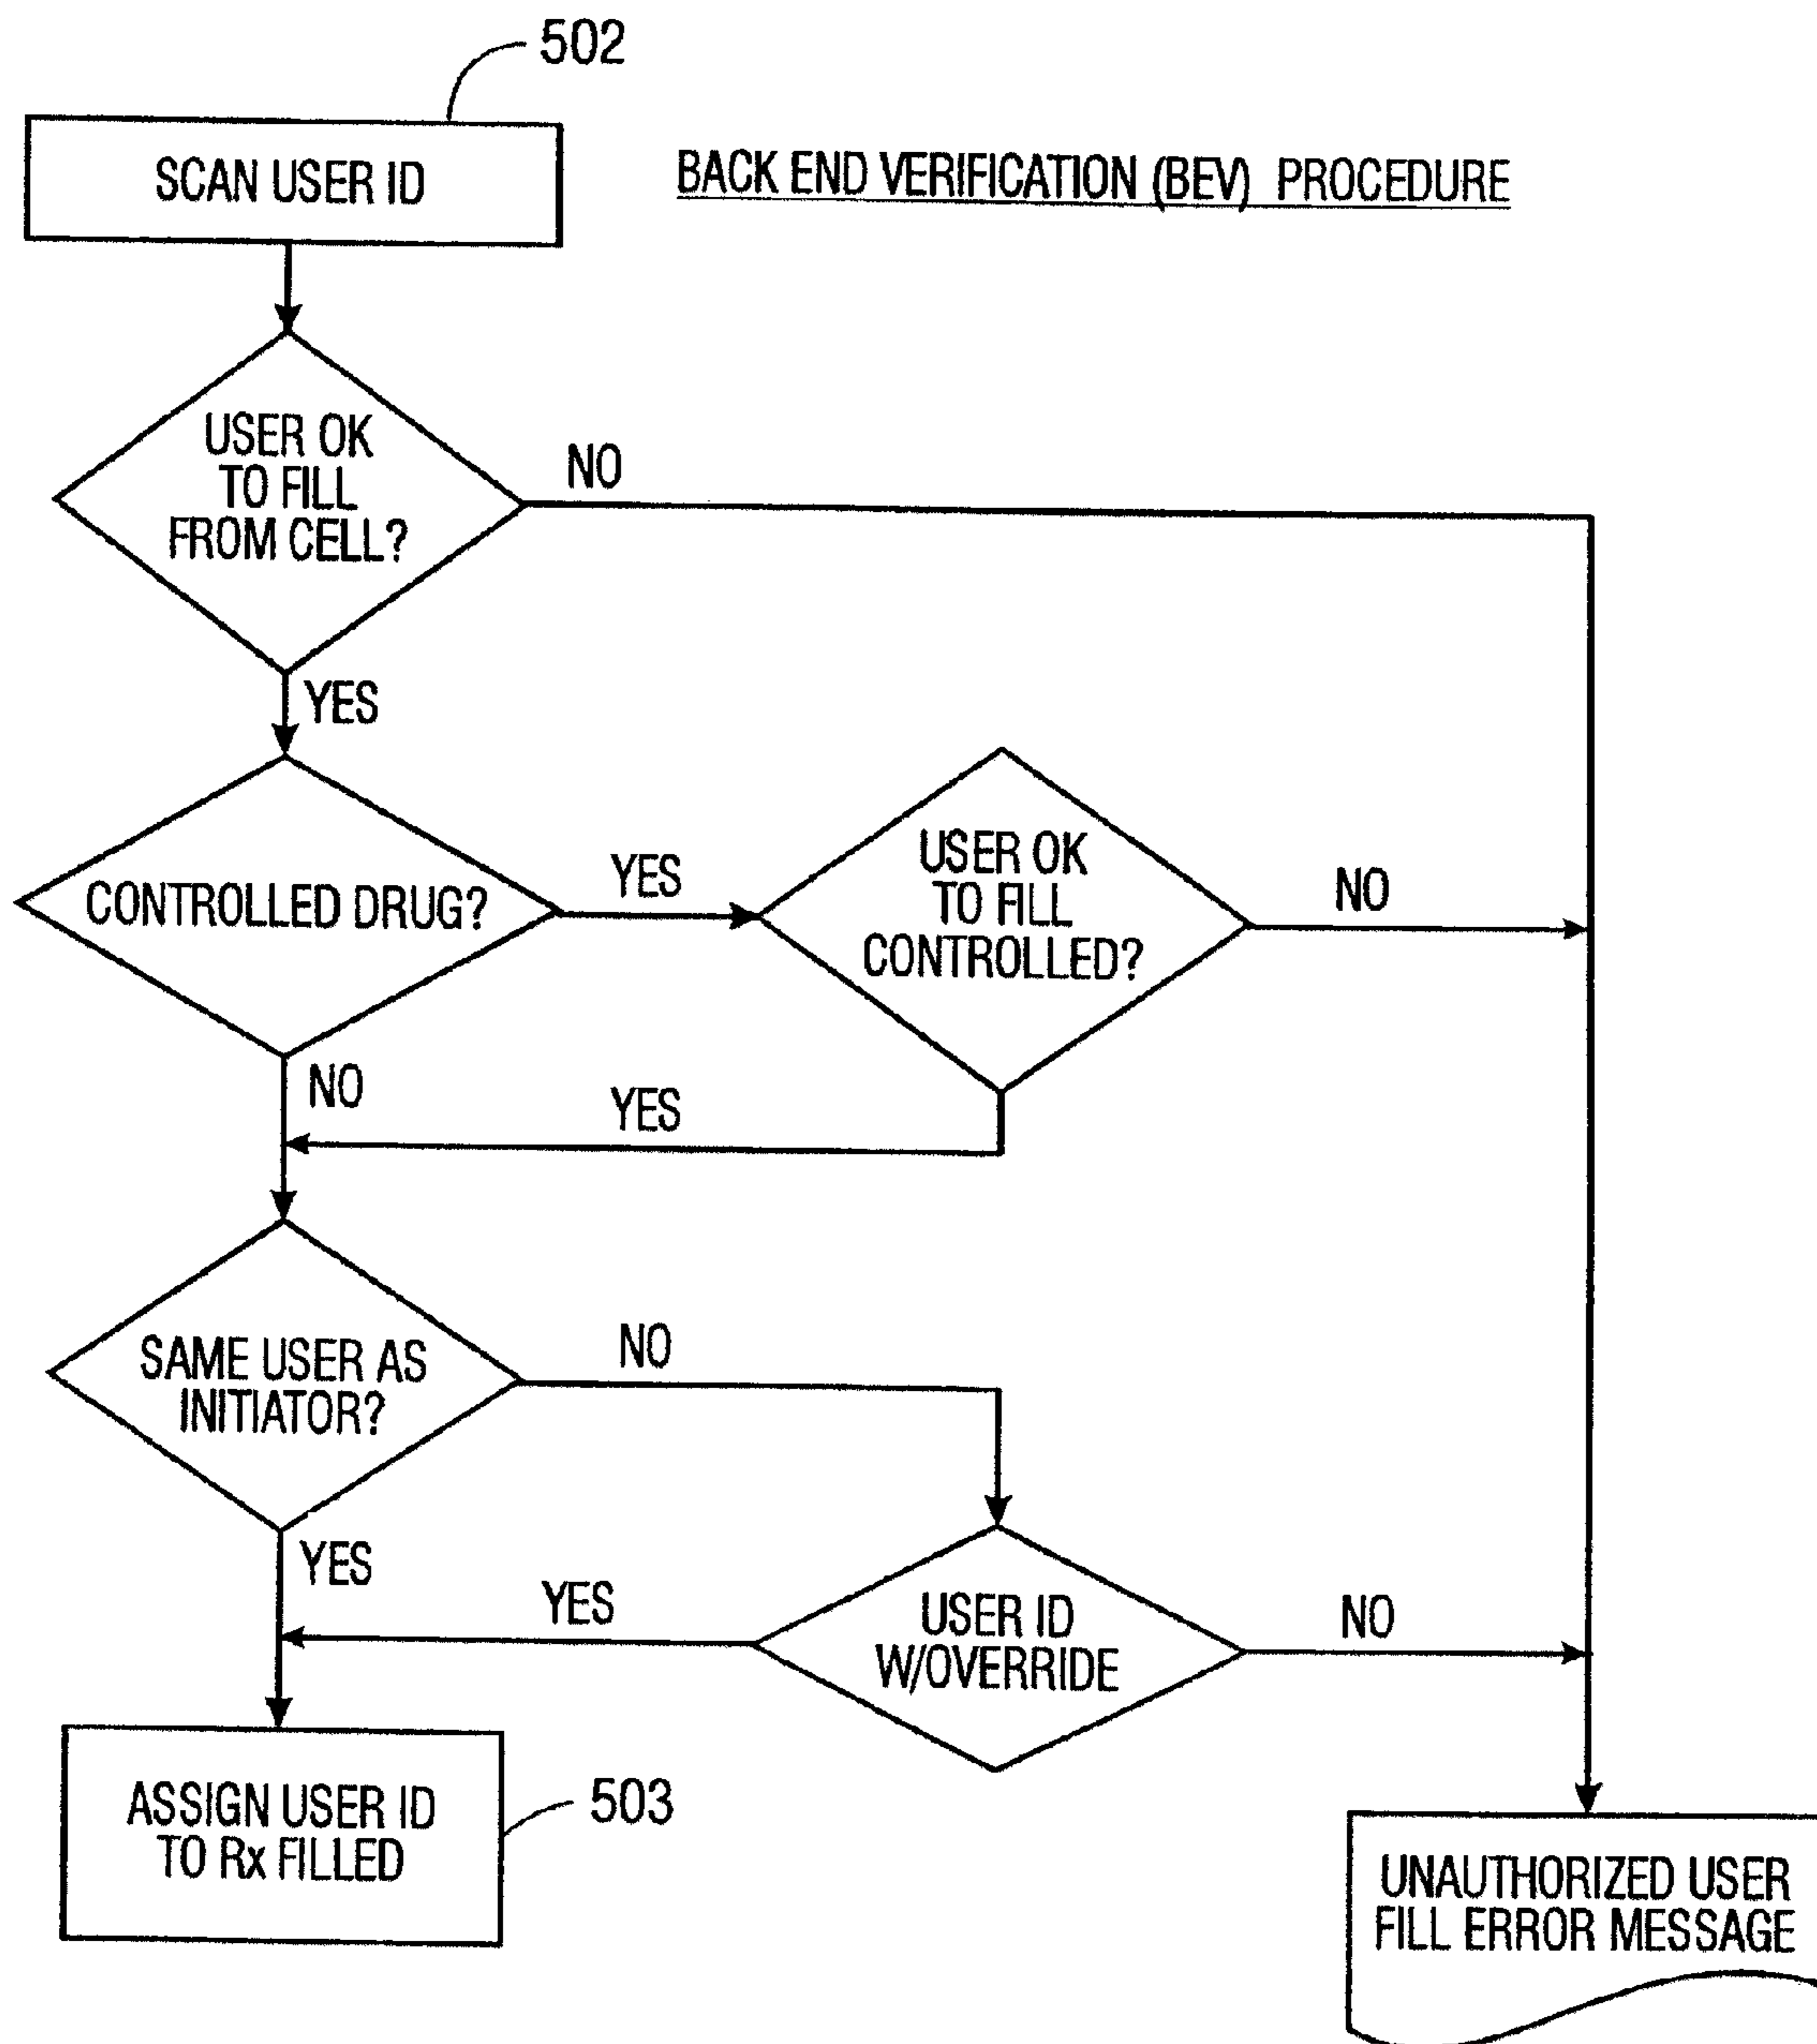 502
SCAN USER ID
BACK END VERIFICATION (BEV) PROCEDURE
USER OK
TO FILL
FROM CELL?
NO
YES
CONTROLLED DRUG?
YES
USER OK
TO FILL
CONTROLLED?
NO
NO
YES
SAME USER AS
INITIATOR?
NO
YES
YES
USER ID
W/OVERRIDE
NO
ASSIGN USER ID
TO Rx FILLED
503
UNAUTHORIZED USER
FILL ERROR MESSAGE